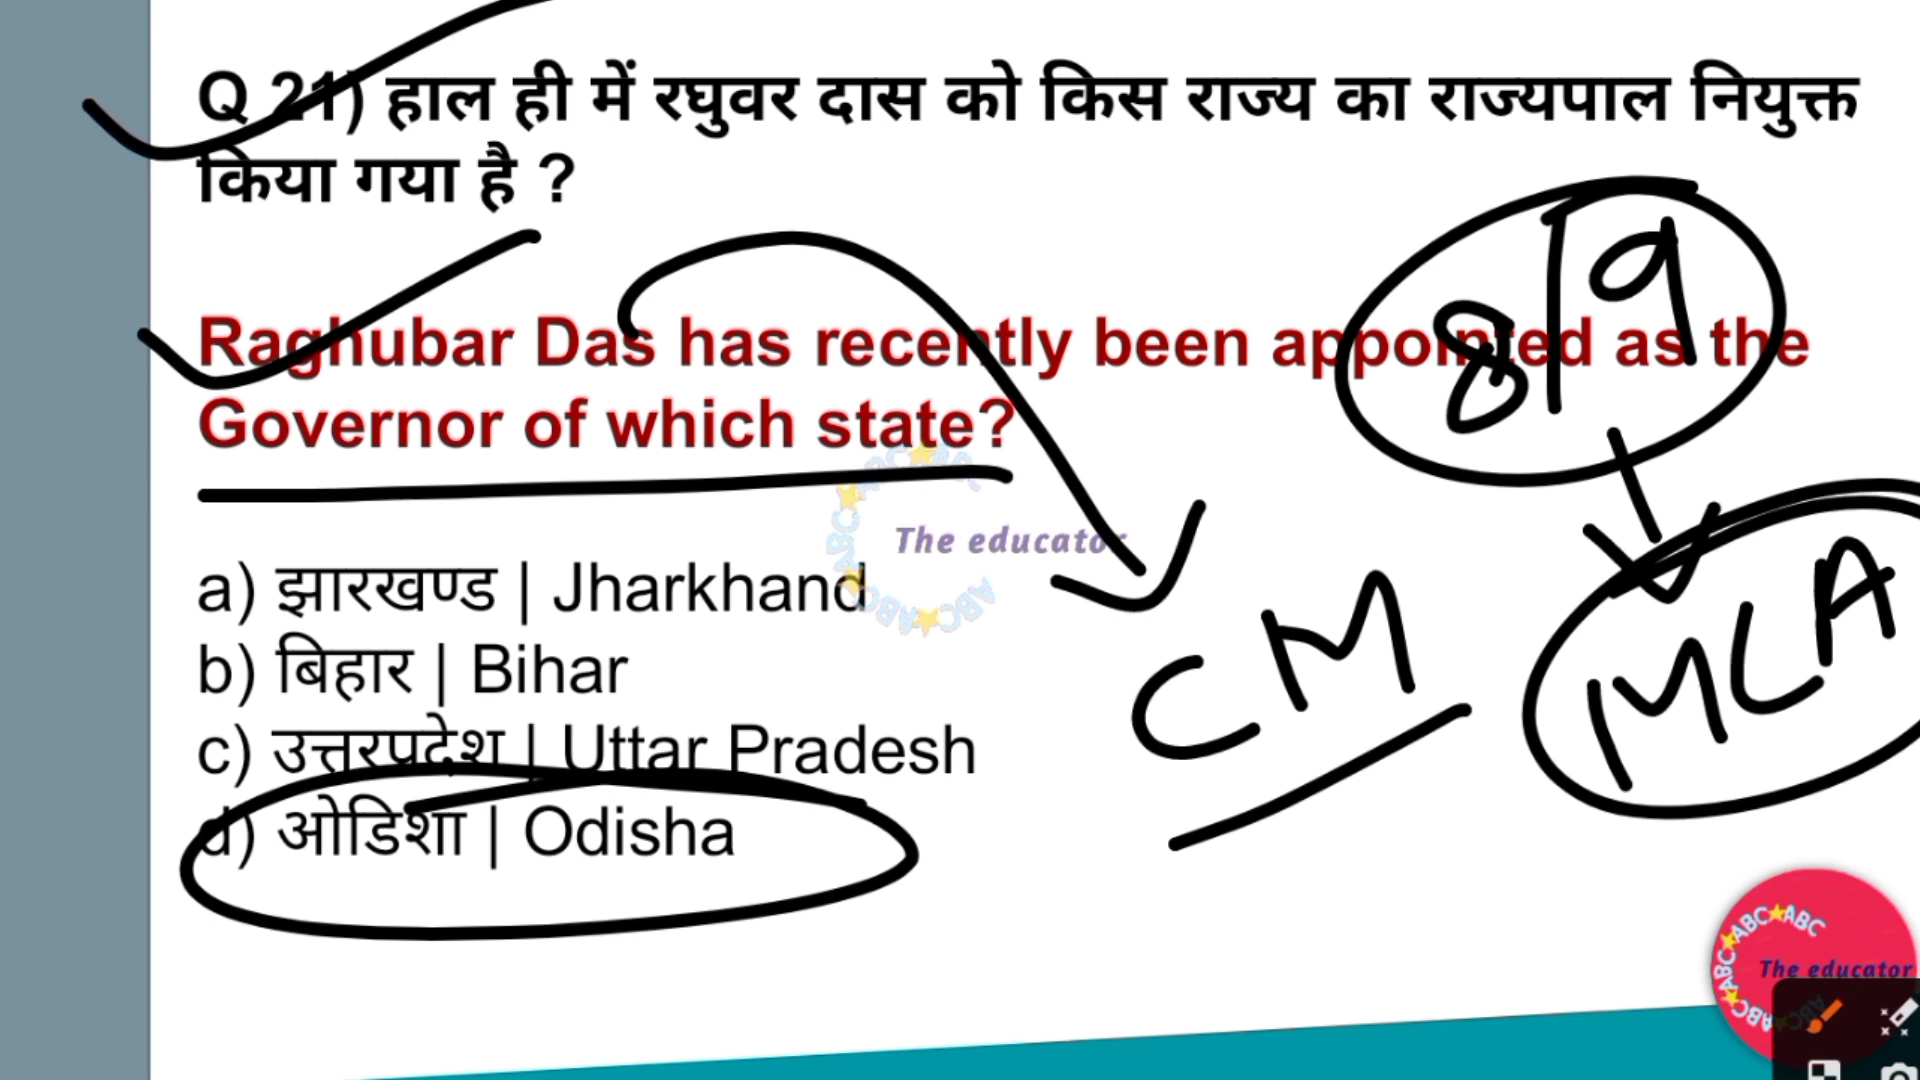 Q 21) हाल ही में रघुवर दास को किस राज्य का राज्यपाल नियुक्त
किया गया है ?
8/9
Raghubar Das has recently been appointed as the
Governor of which state?
The educator
a) झारखण्ड | Jharkhand
b) बिहार | Bihar
CM
MLA
c) उत्तरप्रदेश | Uttar Pradesh
d) ओडिशा | Odisha
ABC★ABC
The educator